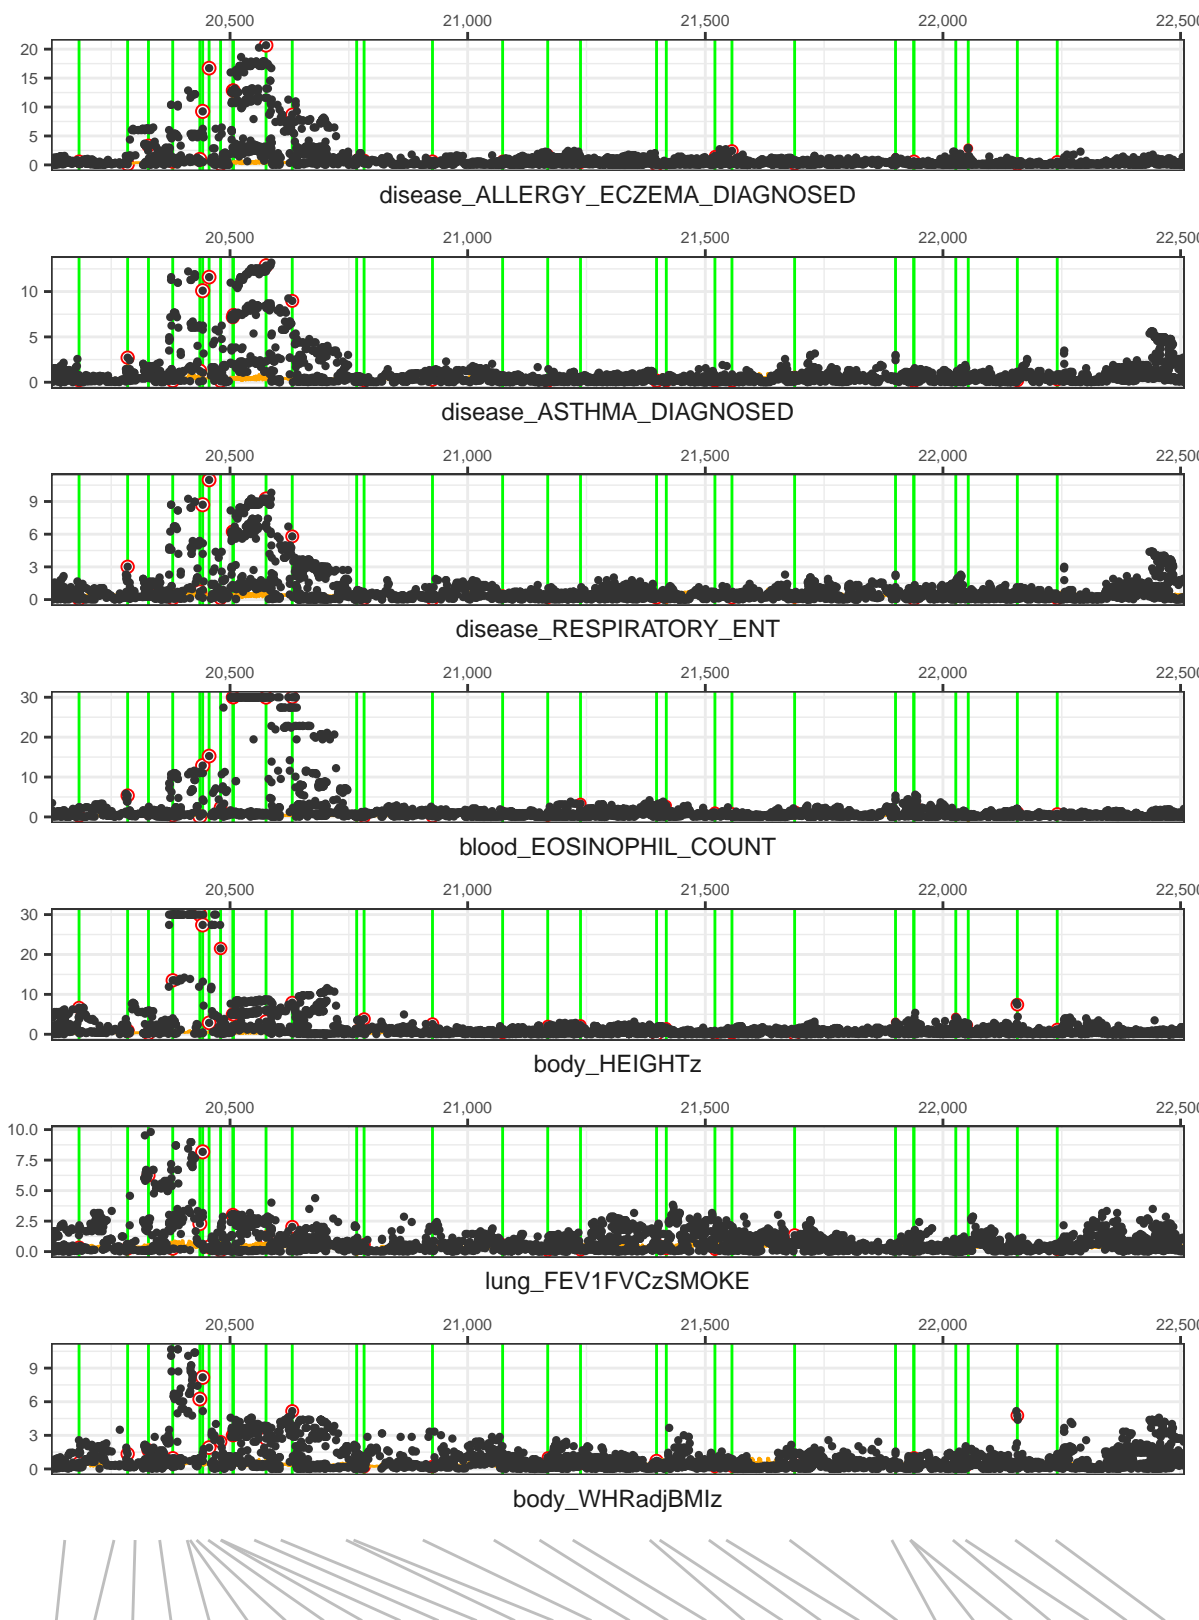 20,500 21,000 21,500 22,000 22,500
20
15
10
5
0
disease_ALLERGY_ECZEMA_DIAGNOSED
20,500 21,000 21,500 22,000 22,500
10
5
0
disease_ASTHMA_DIAGNOSED
20,500 21,000 21,500 22,000 22,500
9
6
3
0
disease_RESPIRATORY_ENT
20,500 21,000 21,500 22,000 22,500
30
20
10
0
blood_EOSINOPHIL_COUNT
20,500 21,000 21,500 22,000 22,500
30
20
10
0
body_HEIGHTz
20,500 21,000 21,500 22,000 22,500
10.0
7.5
5.0
2.5
0.0
lung_FEV1FVCzSMOKE
20,500 21,000 21,500 22,000 22,500
9
6
3
0
body_WHRadjBMIz